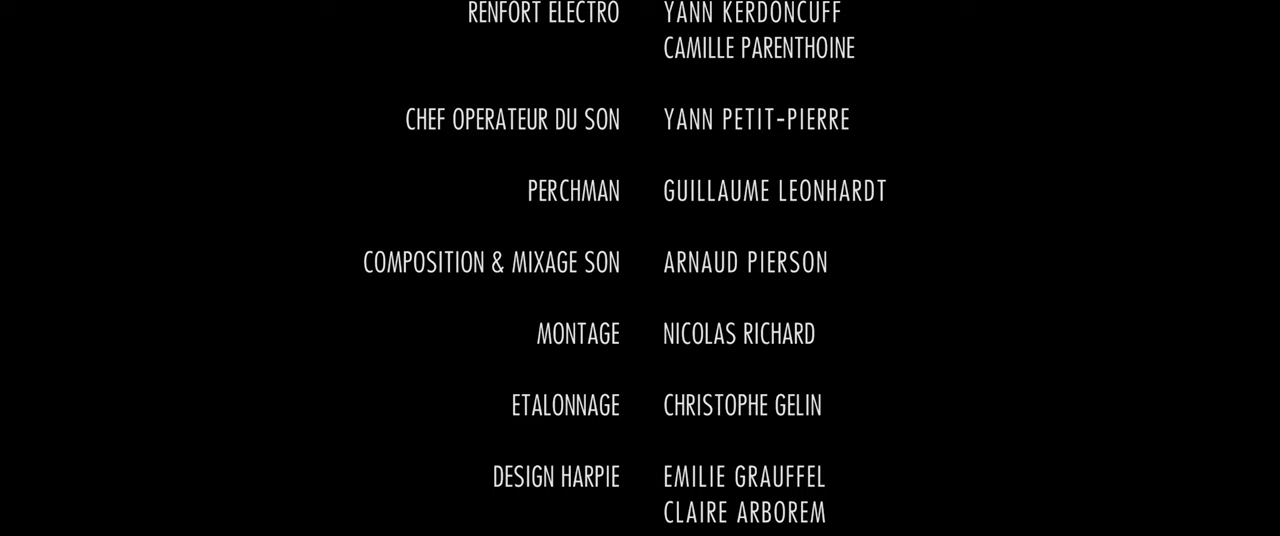 RENFORT ELECTRO YANN KERDONCUFF
CAMILLE PARENTHOINE
CHEF OPERATEUR DU SON YANN PETIT-PIERRE
PERCHMAN GUILLAUME LEONHARDT
COMPOSITION & MIXAGE SON ARNAUD PIERSON
MONTAGE NICOLAS RICHARD
ETALONNAGE CHRISTOPHE GELIN
DESIGN HARPIE EMILIE GRAUFFEL
CLAIRE ARBOREM